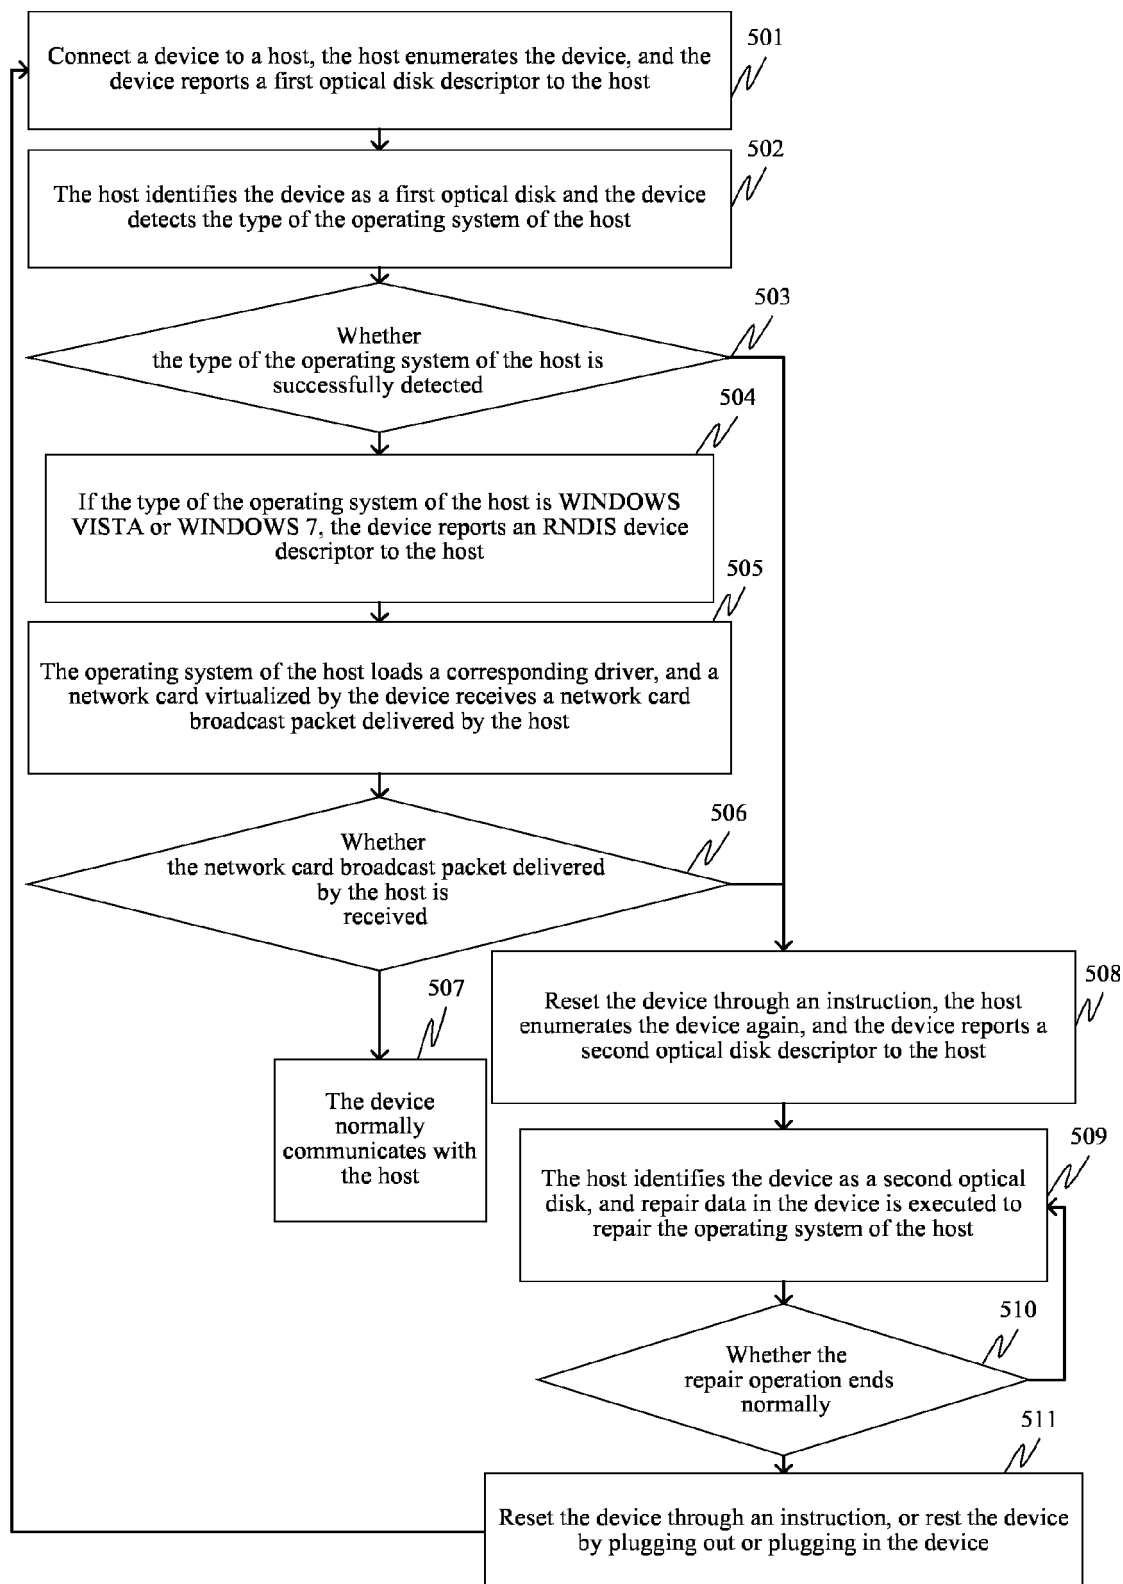 501
Connect a device to a host, the host enumerates the device, and the
device reports a first optical disk descriptor to the host
502
The host identifies the device as a first optical disk and the device
detects the type of the operating system of the host
503
Whether
the type of the operating system of the host is
successfully detected
504
If the type of the operating system of the host is WINDOWS
VISTA or WINDOWS 7, the device reports an RNDIS device
descriptor to the host
505
The operating system of the host loads a corresponding driver, and a
network card virtualized by the device receives a network card
broadcast packet delivered by the host
506
Whether
the network card broadcast packet delivered
by the host is
received
507
The device
normally
communicates with
the host
508
Reset the device through an instruction, the host
enumerates the device again, and the device reports a
second optical disk descriptor to the host
509
The host identifies the device as a second optical
disk, and repair data in the device is executed to
repair the operating system of the host
510
Whether the
repair operation ends
normally
511
Reset the device through an instruction, or rest the device
by plugging out or plugging in the device